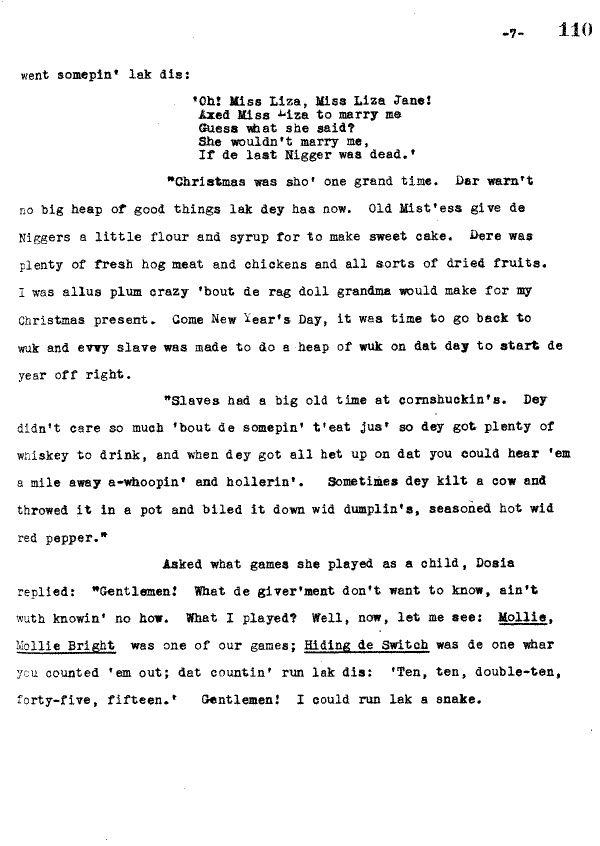 -7- 110
went somepin' lak dis:
'Oh! Miss Liza, Miss Liza Jane!
Axed Miss Liza to marry me
Guess what she said?
She wouldn't marry me,
If de last Nigger was dead.'
"Christmas was sho' one grand time. Dar warn't
no big heap of good things lak dey has now. Old Mist'ess give de
Niggers a little flour and syrup for to make sweet cake. Dere was
plenty of fresh hog meat and chickens and all sorts of dried fruits.
I was allus plum crazy 'bout de rag doll grandma would make for my
Christmas present. Come New Year's Day, it was time to go back to
wuk and evvy slave was made to do a heap of wuk on dat day to start de
year off right.
"Slaves had a big old time at cornshuckin's. Dey
didn't care so much 'bout de somepin' t'eat jus' so dey got plenty of
whiskey to drink, and when dey got all het up on dat you could hear 'em
a mile away a-whoopin' and hollerin'. Sometimes dey kilt a cow and
throwed it in a pot and biled it down wid dumplin's, seasoned hot wid
red pepper."
Asked what games she played as a child, Dosia
replied: "Gentlemen! What de giver'ment don't want to know, ain't
wuth knowin' no how. What I played? Well, now, let me see: Mollie,
Mollie Bright was one of our games; Hiding de Switch was de one whar
you counted 'em out; dat countin' run lak dis: 'Ten, ten, double-ten,
forty-five, fifteen.' Gentlemen! I could run lak a snake.